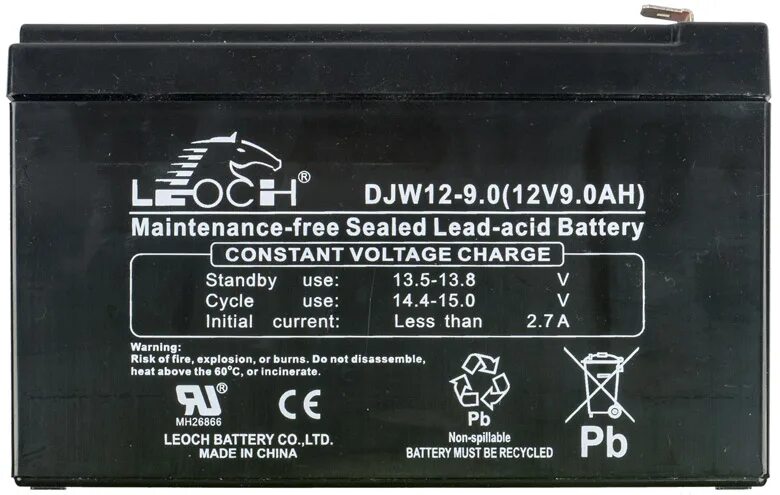 LEOCH®
DJW12-9.0(12V9.0AH)
Maintenance-free Sealed Lead-acid Battery
CONSTANT VOLTAGE CHARGE
Standby use: 13.5-13.8 V
Cycle use: 14.4-15.0 V
Initial current: Less than 2.7A
Warning:
Risk of fire, explosion, or burns. Do not disassemble,
heat above the 60°C, or incinerate.
RU®
MH26866
CE
LEOCH BATTERY CO.,LTD.
MADE IN CHINA
Pb
Non-spillable
BATTERY MUST BE RECYCLED
Pb